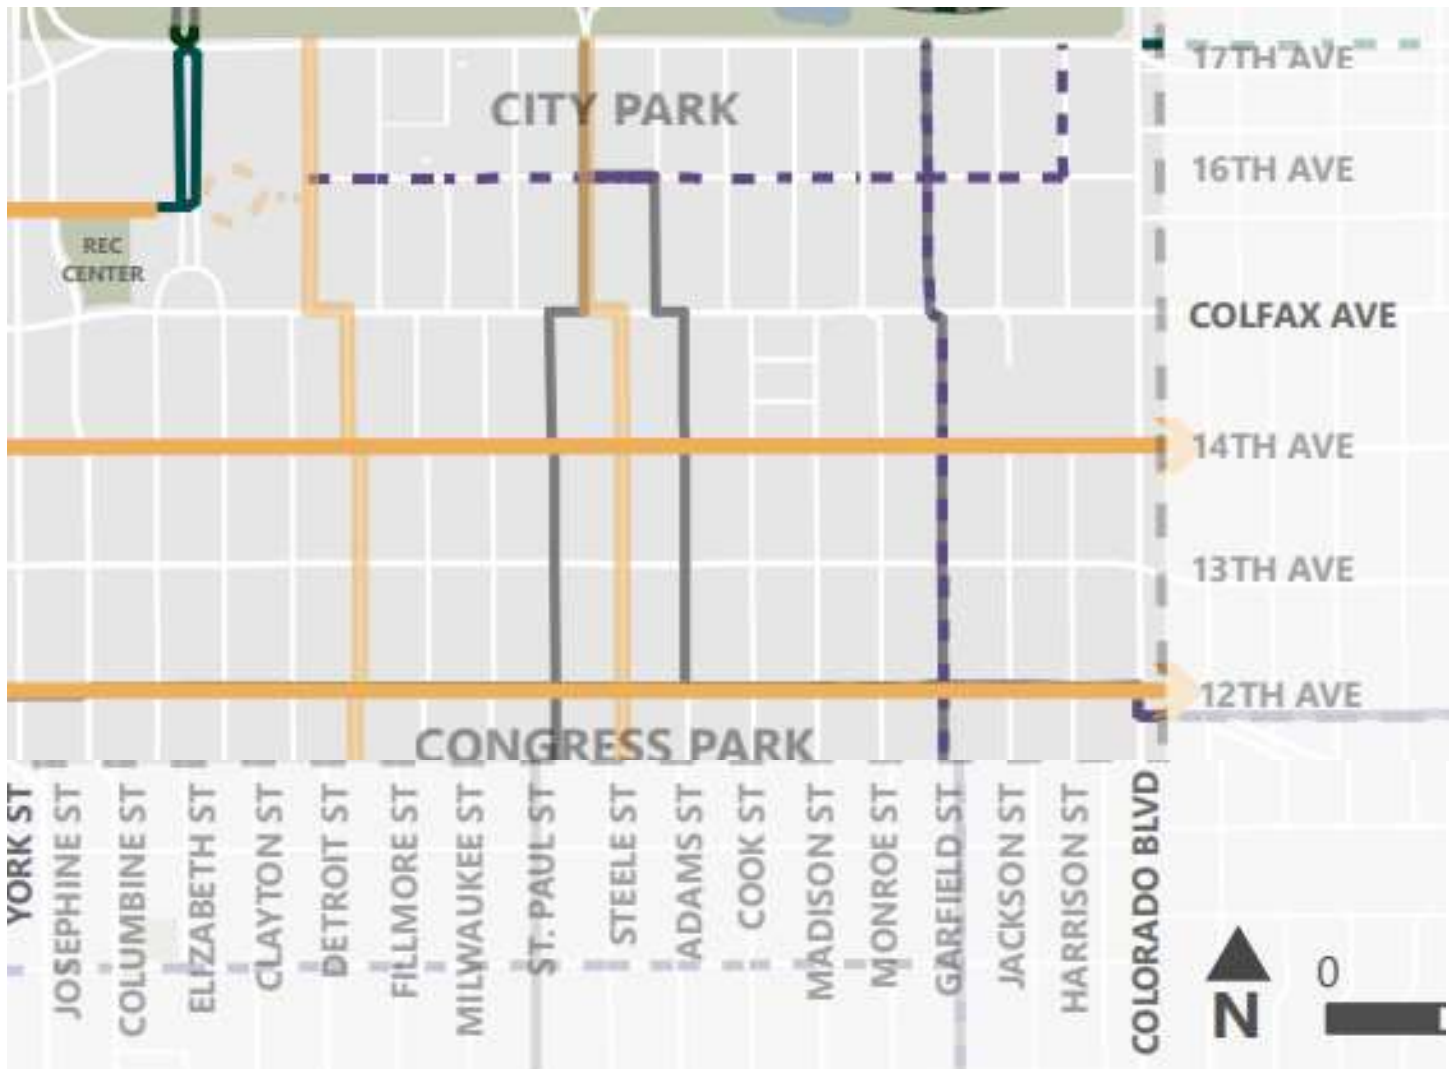 17TH AVE
CITY PARK
16TH AVE
REC
CENTER
COLFAX AVE
14TH AVE
13TH AVE
12TH AVE
CONGRESS PARK
YORK ST
JOSEPHINE ST
COLUMBINE ST
ELIZABETH ST
CLAYTON ST
DETROIT ST
FILLMORE ST
MILWAUKEE ST
ST. PAUL ST
STEELE ST
ADAMS ST
COOK ST
MADISON ST
MONROE ST
GARFIELD ST
JACKSON ST
HARRISON ST
COLORADO BLVD
N
0